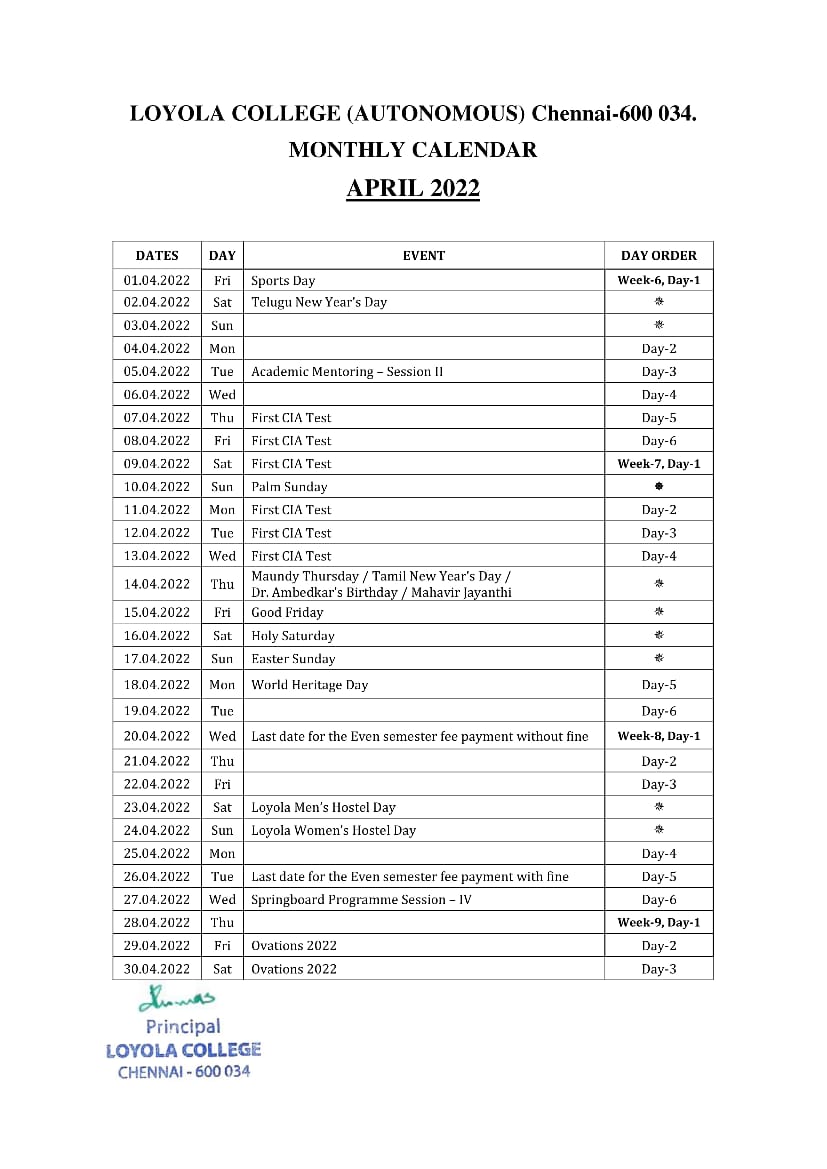 LOYOLA COLLEGE (AUTONOMOUS) Chennai-600 034.
MONTHLY CALENDAR
APRIL 2022
DATES DAY EVENT DAY ORDER
01.04.2022 Fri Sports Day Week-6, Day-1
02.04.2022 Sat Telugu New Year's Day ❋
03.04.2022 Sun ❋
04.04.2022 Mon Day-2
05.04.2022 Tue Academic Mentoring – Session II Day-3
06.04.2022 Wed Day-4
07.04.2022 Thu First CIA Test Day-5
08.04.2022 Fri First CIA Test Day-6
09.04.2022 Sat First CIA Test Week-7, Day-1
10.04.2022 Sun Palm Sunday ❋
11.04.2022 Mon First CIA Test Day-2
12.04.2022 Tue First CIA Test Day-3
13.04.2022 Wed First CIA Test Day-4
14.04.2022 Thu Maundy Thursday / Tamil New Year's Day /
Dr. Ambedkar's Birthday / Mahavir Jayanthi ❋
15.04.2022 Fri Good Friday ❋
16.04.2022 Sat Holy Saturday ❋
17.04.2022 Sun Easter Sunday ❋
18.04.2022 Mon World Heritage Day Day-5
19.04.2022 Tue Day-6
20.04.2022 Wed Last date for the Even semester fee payment without fine Week-8, Day-1
21.04.2022 Thu Day-2
22.04.2022 Fri Day-3
23.04.2022 Sat Loyola Men's Hostel Day ❋
24.04.2022 Sun Loyola Women's Hostel Day ❋
25.04.2022 Mon Day-4
26.04.2022 Tue Last date for the Even semester fee payment with fine Day-5
27.04.2022 Wed Springboard Programme Session – IV Day-6
28.04.2022 Thu Week-9, Day-1
29.04.2022 Fri Ovations 2022 Day-2
30.04.2022 Sat Ovations 2022 Day-3
Principal
LOYOLA COLLEGE
CHENNAI - 600 034